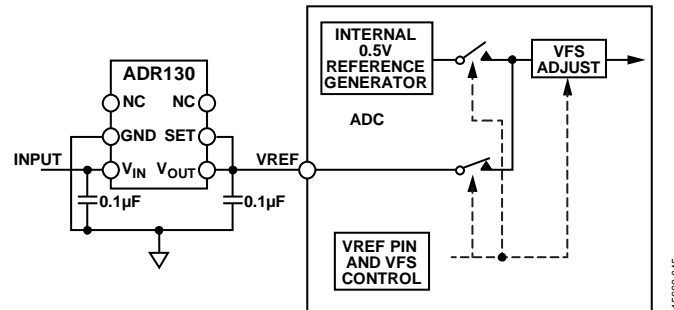 INTERNAL
0.5V
REFERENCE
GENERATOR
VFS
ADJUST
ADR130
NC NC
ADC
GND SET
INPUT
VIN VOUT
VREF
0.1µF 0.1µF
VREF PIN
AND VFS
CONTROL